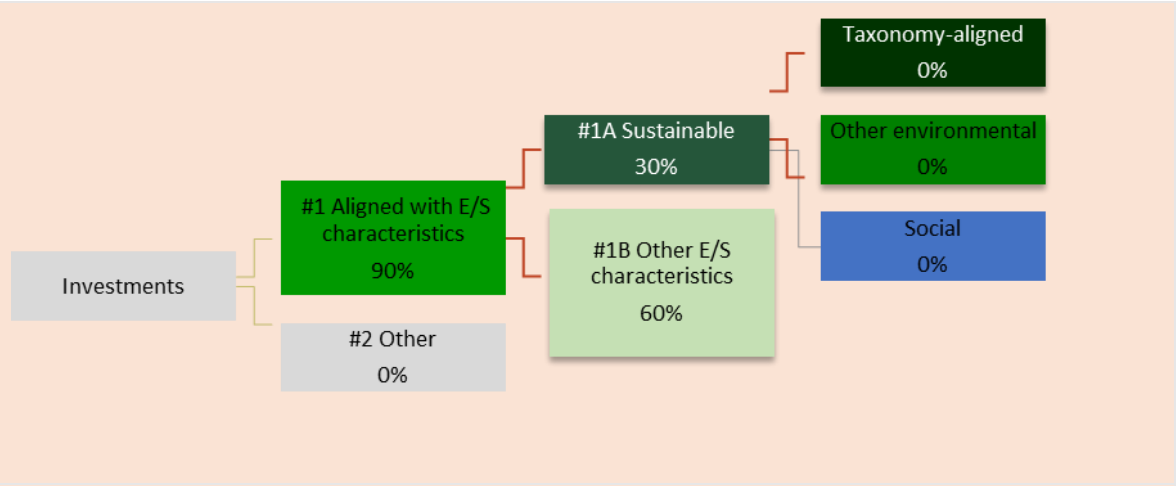 Investments
#1 Aligned with E/S
characteristics
90%
#2 Other
0%
#1A Sustainable
30%
#1B Other E/S
characteristics
60%
Taxonomy-aligned
0%
Other environmental
0%
Social
0%